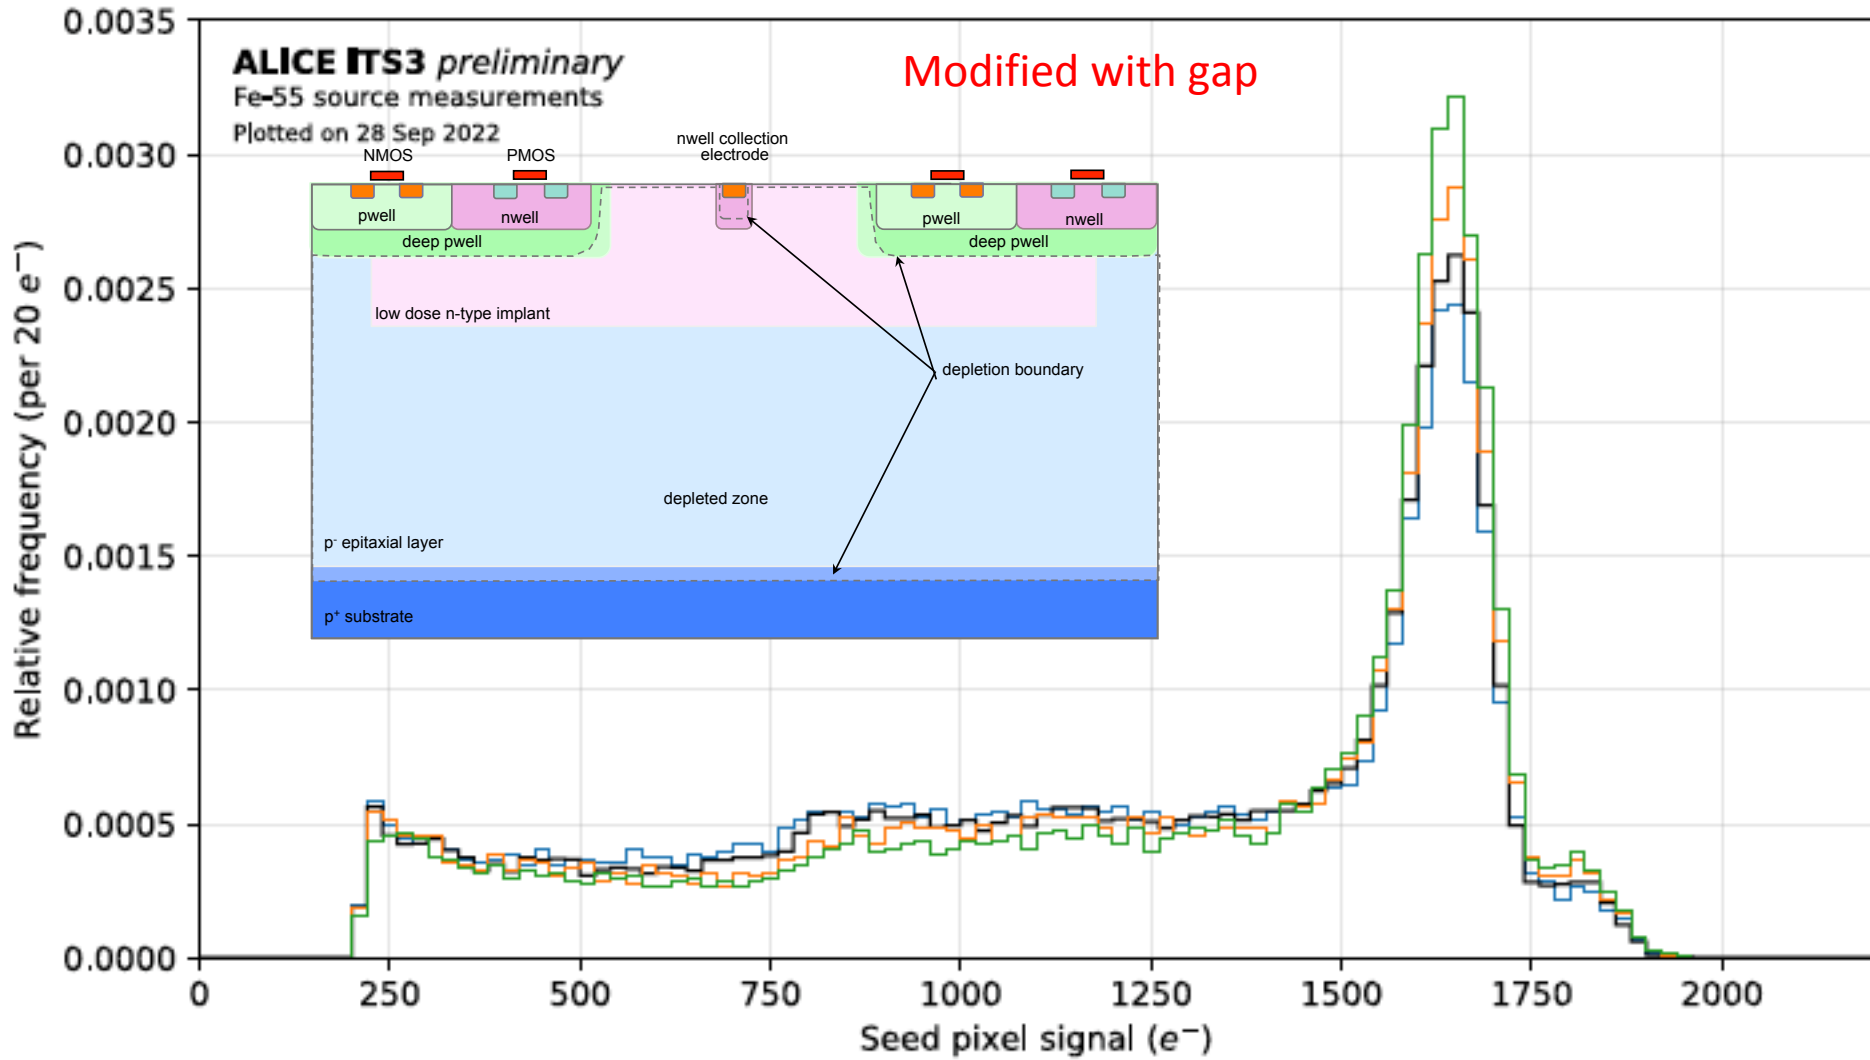 ALICE ITS3 preliminary
Fe-55 source measurements
Plotted on 28 Sep 2022
Modified with gap
NMOS
PMOS
nwell collection
electrode
pwell
nwell
pwell
nwell
deep pwell
deep pwell
low dose n-type implant
depletion boundary
depleted zone
p- epitaxial layer
p+ substrate
Relative frequency (per 20 e⁻)
0.0035
0.0030
0.0025
0.0020
0.0015
0.0010
0.0005
0.0000
0
250
500
750
1000
1250
1500
1750
2000
Seed pixel signal (e⁻)